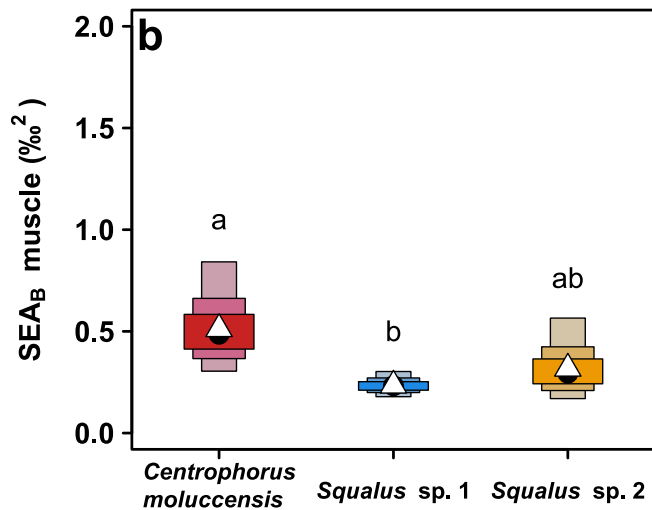 b
SEA_B muscle (‰²)
2.0
1.5
1.0
0.5
0.0
a
b
ab
Centrophorus
moluccensis
Squalus sp. 1
Squalus sp. 2